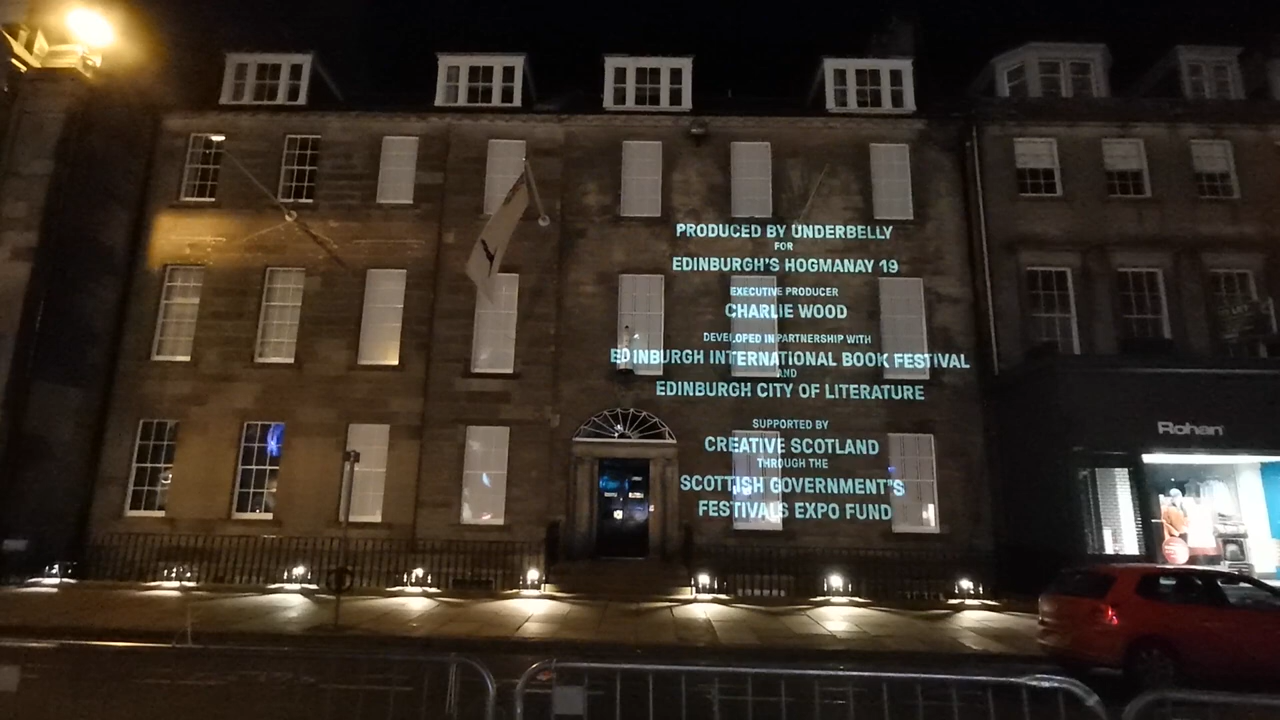 PRODUCED BY UNDERBELLY
FOR
EDINBURGH'S HOGMANAY 19
EXECUTIVE PRODUCER
CHARLIE WOOD
DEVELOPED IN PARTNERSHIP WITH
EDINBURGH INTERNATIONAL BOOK FESTIVAL
AND
EDINBURGH CITY OF LITERATURE
SUPPORTED BY
CREATIVE SCOTLAND
THROUGH THE
SCOTTISH GOVERNMENT'S
FESTIVALS EXPO FUND
Rohan